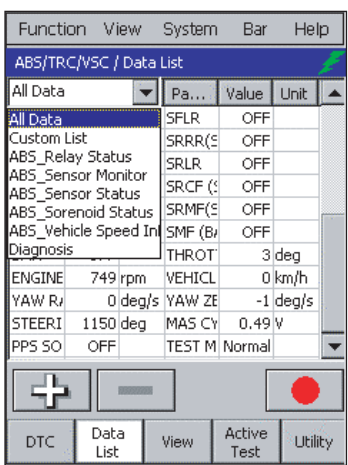 Function View System Bar Help
ABS/TRC/VSC / Data List
All Data Pa... Value Unit
All Data SFLR OFF
Custom List SRRR(S OFF
ABS_Relay Status SRLR OFF
ABS_Sensor Monitor SRCF (S OFF
ABS_Sensor Status SRMF(S OFF
ABS_Sorenoid Status SMF (BA OFF
ABS_Vehicle Speed Inf
Diagnosis THROT 3 deg
ENGINE 749 rpm VEHICL 0 km/h
YAW RA 0 deg/s YAW ZE -1 deg/s
STEERI 1150 deg MAS CY 0.49 V
PPS SO OFF TEST M Normal
DTC Data List View Active Test Utility